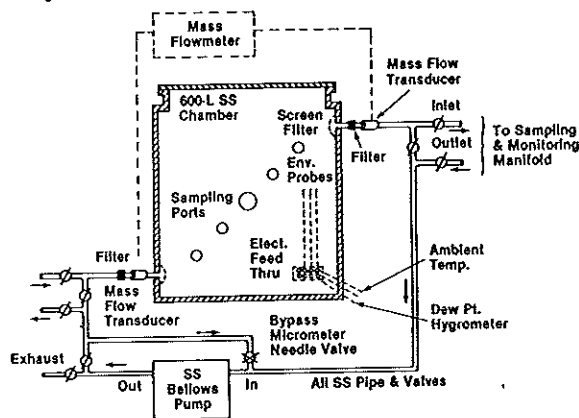 Mass
Flowmeter
Mass Flow
Transducer
600-L SS
Chamber
Screen
Filter
Inlet
Outlet
To Sampling
& Monitoring
Manifold
Filter
Env.
Probes
Sampling
Ports
Elect.
Feed
Thru
Ambient
Temp.
Dew Pt.
Hygrometer
Filter
Mass
Flow
Transducer
Bypass
Micrometer
Needle Valve
Exhaust
Out
SS
Bellows
Pump
In
All SS Pipe & Valves